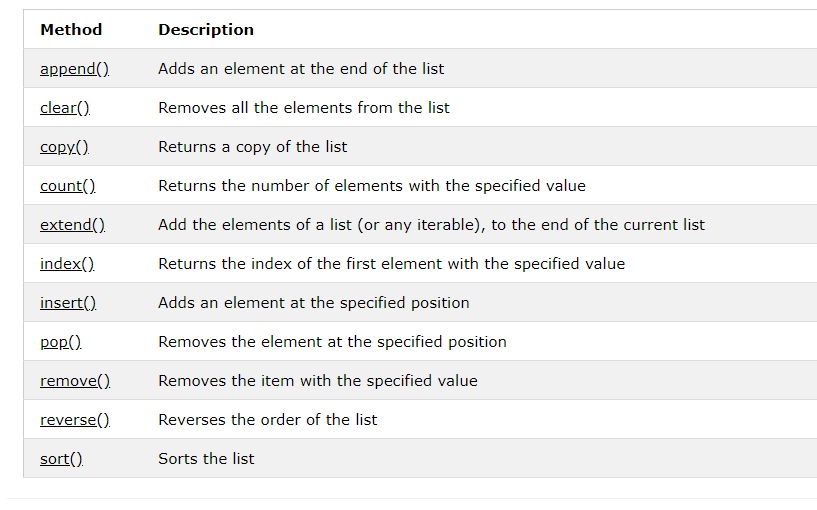 Method Description
append() Adds an element at the end of the list
clear() Removes all the elements from the list
copy() Returns a copy of the list
count() Returns the number of elements with the specified value
extend() Add the elements of a list (or any iterable), to the end of the current list
index() Returns the index of the first element with the specified value
insert() Adds an element at the specified position
pop() Removes the element at the specified position
remove() Removes the item with the specified value
reverse() Reverses the order of the list
sort() Sorts the list